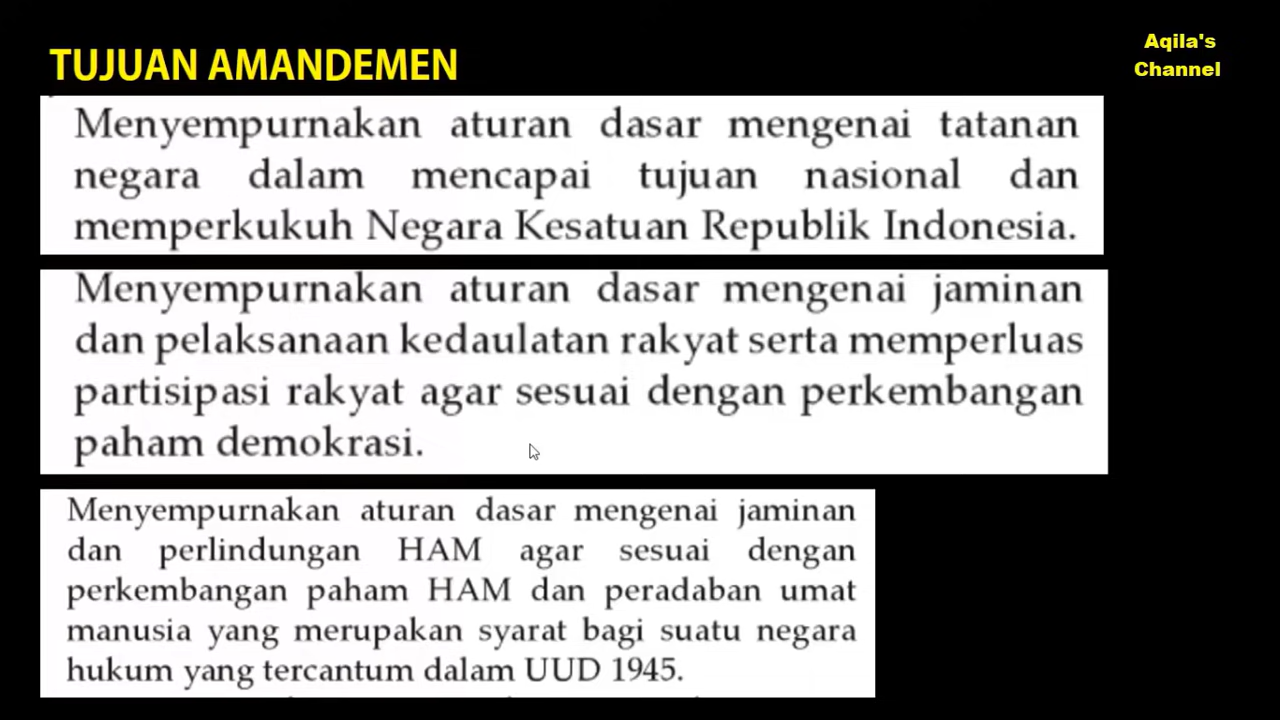 TUJUAN AMANDEMEN
Aqila's
Channel
Menyempurnakan aturan dasar mengenai tatanan
negara dalam mencapai tujuan nasional dan
memperkukuh Negara Kesatuan Republik Indonesia.
Menyempurnakan aturan dasar mengenai jaminan
dan pelaksanaan kedaulatan rakyat serta memperluas
partisipasi rakyat agar sesuai dengan perkembangan
paham demokrasi.
Menyempurnakan aturan dasar mengenai jaminan
dan perlindungan HAM agar sesuai dengan
perkembangan paham HAM dan peradaban umat
manusia yang merupakan syarat bagi suatu negara
hukum yang tercantum dalam UUD 1945.